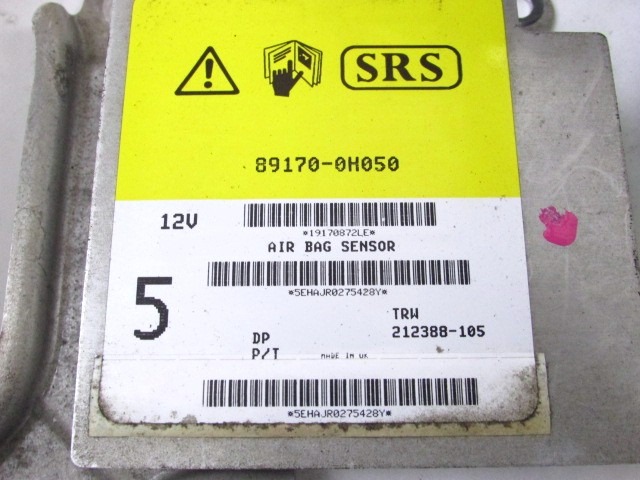 SRS
89170-0H050
12V
*19170872LE*
AIR BAG SENSOR
*5EHAJR0275428Y*
5
TRW
DP 212388-105
P/T MADE IN UK
*5EHAJR0275428Y*